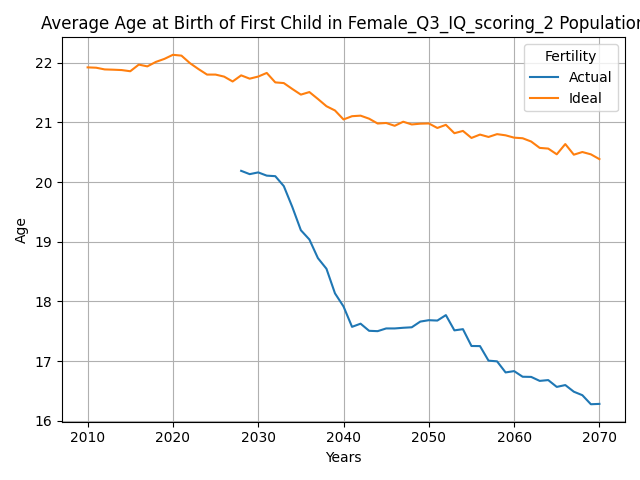 Average Age at Birth of First Child in Female_Q3_IQ_scoring_2 Population
Fertility
Actual
Ideal
Age
22
21
20
19
18
17
16
2010 2020 2030 2040 2050 2060 2070
Years